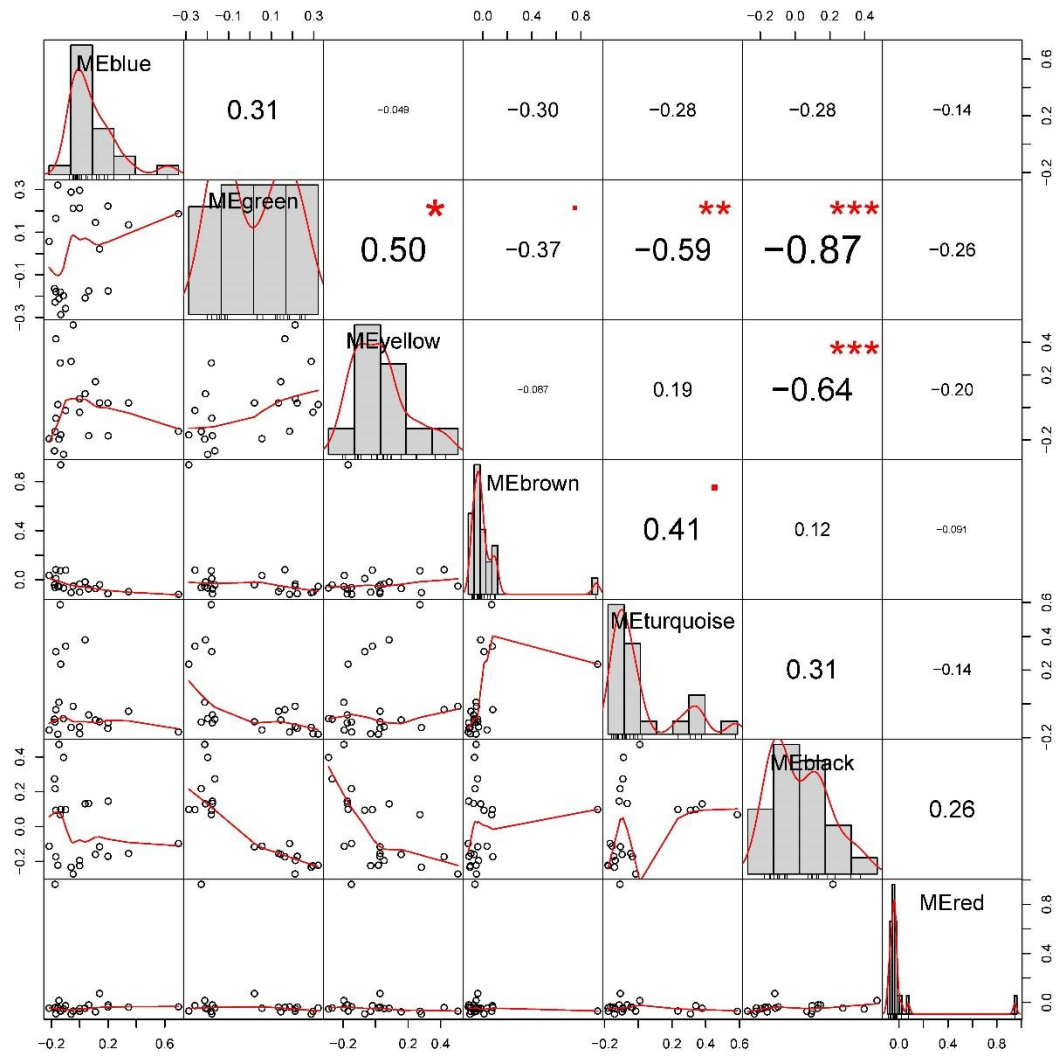 −0.3 −0.1 0.1 0.3 0.0 0.4 0.8 −0.2 0.0 0.2 0.4
MEblue 0.31 −0.049 −0.30 −0.28 −0.28 −0.14
−0.2 0.2 0.6
−0.3 −0.1 0.1 0.3
MEgreen 0.50 * −0.37 . −0.59 ** −0.87 *** −0.26
MEyellow −0.087 0.19 −0.64 *** −0.20
−0.2 0.2 0.4
0.0 0.4 0.8
MEbrown 0.41 . 0.12 −0.091
MEturquoise 0.31 −0.14
−0.2 0.2 0.4 0.6
−0.2 0.0 0.2 0.4
MEblack 0.26
MEred
0.0 0.4 0.8
−0.2 0.2 0.6 −0.2 0.0 0.2 0.4 −0.2 0.2 0.4 0.6 0.0 0.4 0.8